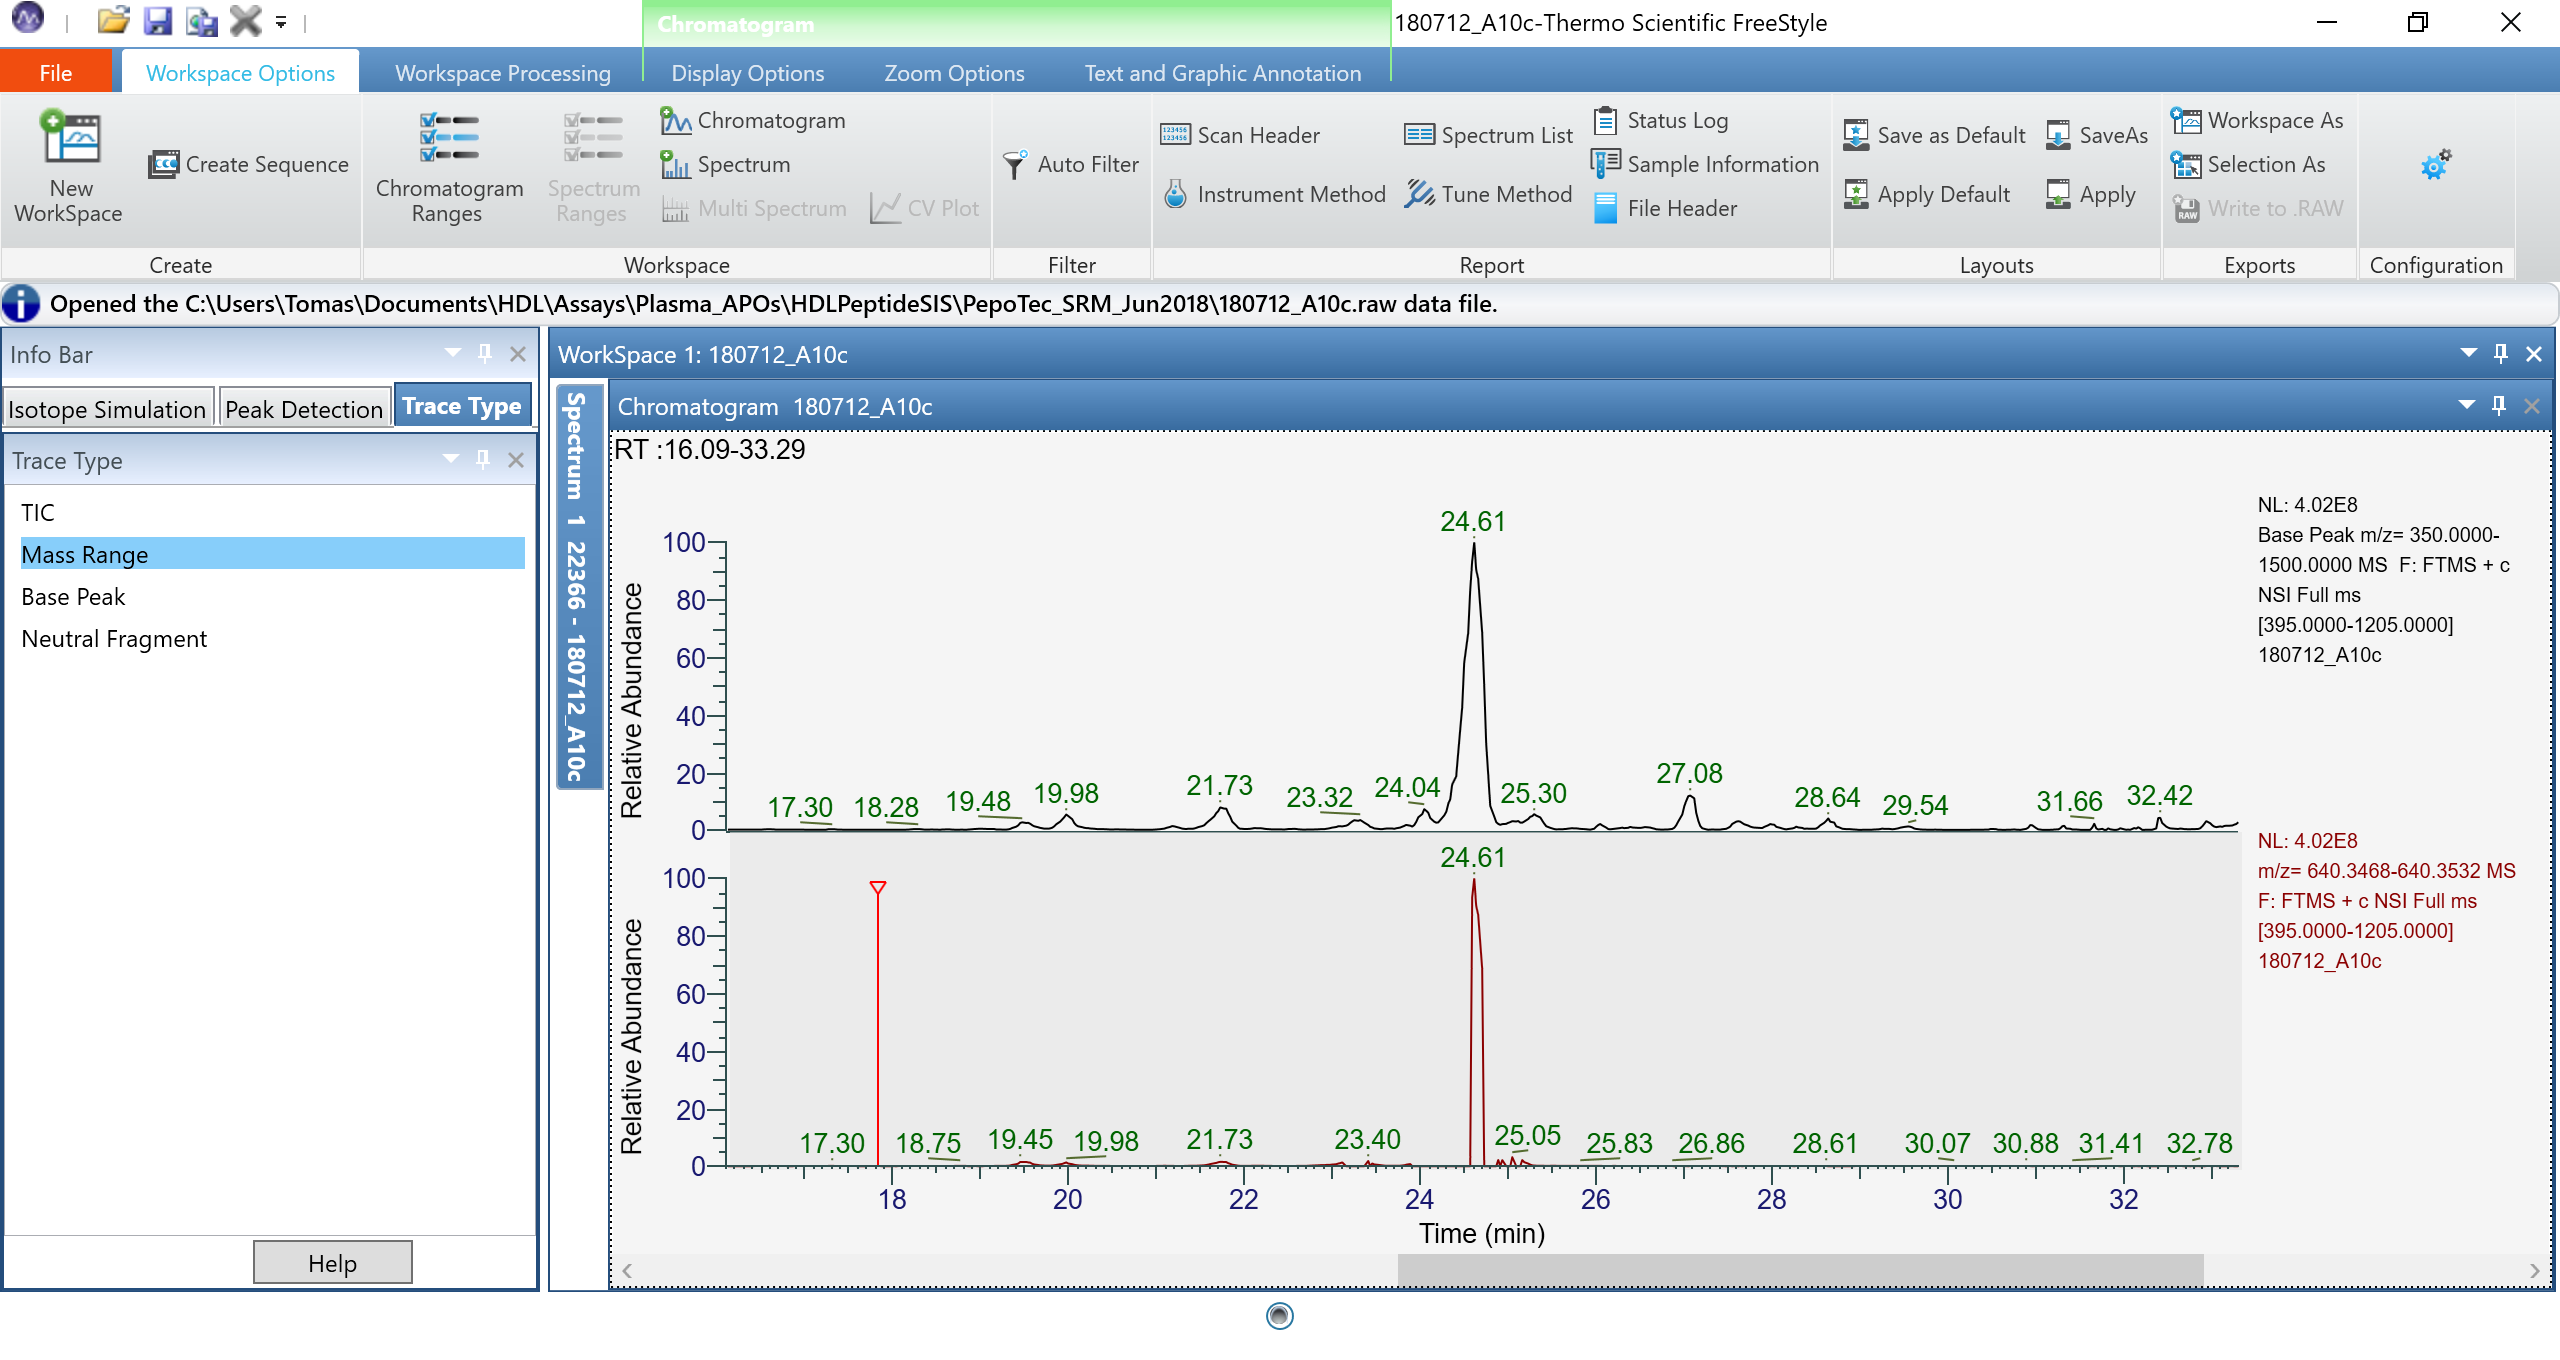 Chromatogram
180712_A10c-Thermo Scientific FreeStyle
File
Workspace Options
Workspace Processing
Display Options
Zoom Options
Text and Graphic Annotation
New WorkSpace
Create Sequence
Create
Chromatogram Ranges
Spectrum Ranges
Chromatogram
Spectrum
Multi Spectrum
CV Plot
Workspace
Auto Filter
Filter
Scan Header
Instrument Method
Spectrum List
Tune Method
Status Log
Sample Information
File Header
Report
Save as Default
Apply Default
SaveAs
Apply
Layouts
Workspace As
Selection As
Write to .RAW
Exports
Configuration
Opened the C:\Users\Tomas\Documents\HDL\Assays\Plasma_APOs\HDLPeptideSIS\PepoTec_SRM_Jun2018\180712_A10c.raw data file.
Info Bar
Isotope Simulation
Peak Detection
Trace Type
Trace Type
TIC
Mass Range
Base Peak
Neutral Fragment
Help
WorkSpace 1: 180712_A10c
Spectrum 1 22366 - 180712_A10c
Chromatogram 180712_A10c
RT :16.09-33.29
Relative Abundance
100
80
60
40
20
0
17.30
18.28
19.48
19.98
21.73
23.32
24.04
24.61
25.30
27.08
28.64
29.54
31.66
32.42
NL: 4.02E8
Base Peak m/z= 350.0000-
1500.0000 MS F: FTMS + c
NSI Full ms
[395.0000-1205.0000]
180712_A10c
Relative Abundance
100
80
60
40
20
0
17.30
18.75
19.45
19.98
21.73
23.40
24.61
25.05
25.83
26.86
28.61
30.07
30.88
31.41
32.78
NL: 4.02E8
m/z= 640.3468-640.3532 MS
F: FTMS + c NSI Full ms
[395.0000-1205.0000]
180712_A10c
18
20
22
24
26
28
30
32
Time (min)